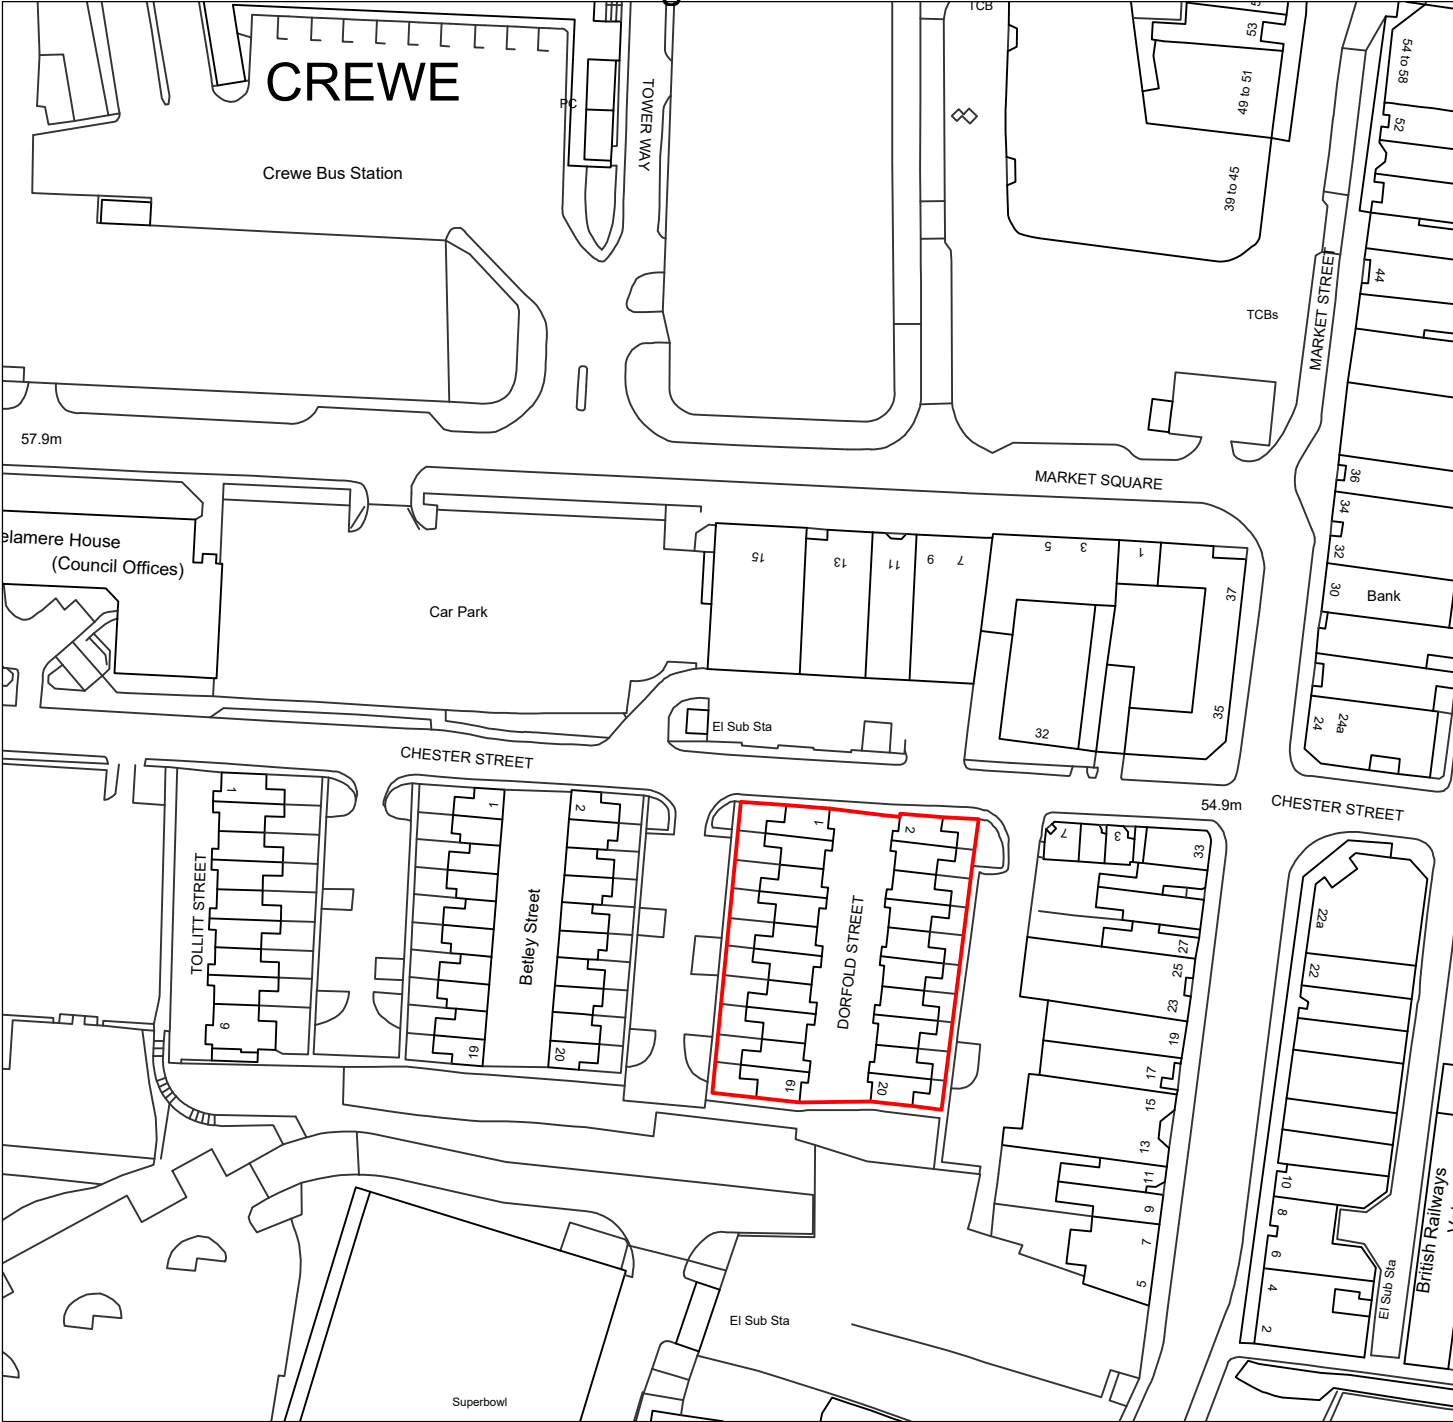 TCB
53
54 to 58
CREWE
49 to 51
PC
TOWER WAY
52
Crewe Bus Station
39 to 45
44
TCBs
MARKET STREET
57.9m
MARKET SQUARE
36
34
elamere House
(Council Offices)
15
13
11
9
7
5
3
1
32
30
Bank
37
Car Park
35
24
24a
El Sub Sta
32
CHESTER STREET
54.9m
CHESTER STREET
1
1
2
1
2
7
3
33
TOLLITT STREET
Betley Street
DORFOLD STREET
22a
27
25
22
23
9
19
20
19
20
19
17
15
13
11
10
9
8
7
6
5
4
2
British Railways
El Sub Sta
El Sub Sta
Superbowl